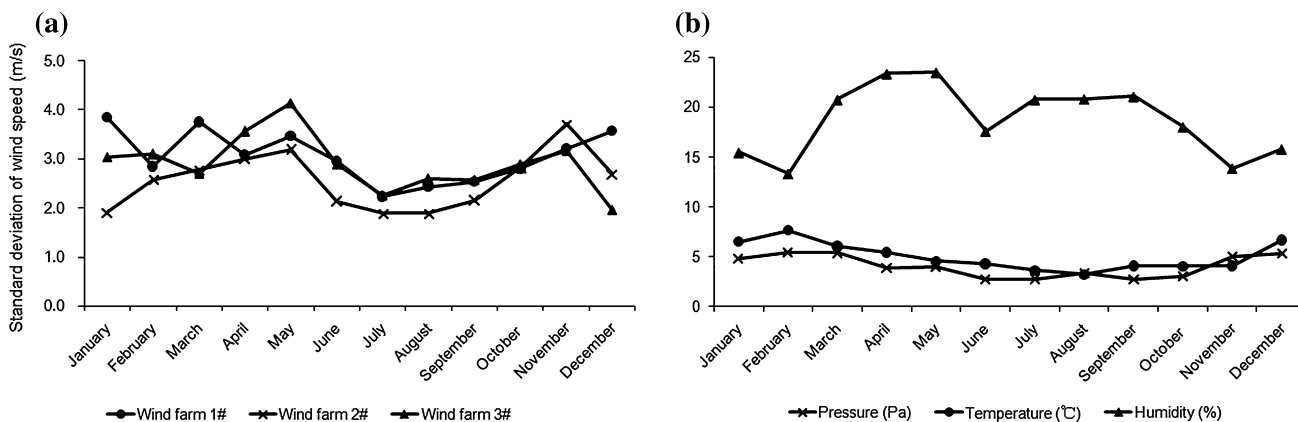 (a)
Standard deviation of wind speed (m/s)
5.0
4.0
3.0
2.0
1.0
0.0
January February March April May June July August September October November December
Wind farm 1# Wind farm 2# Wind farm 3#
(b)
25
20
15
10
5
0
January February March April May June July August September October November December
Pressure (Pa) Temperature (℃) Humidity (%)